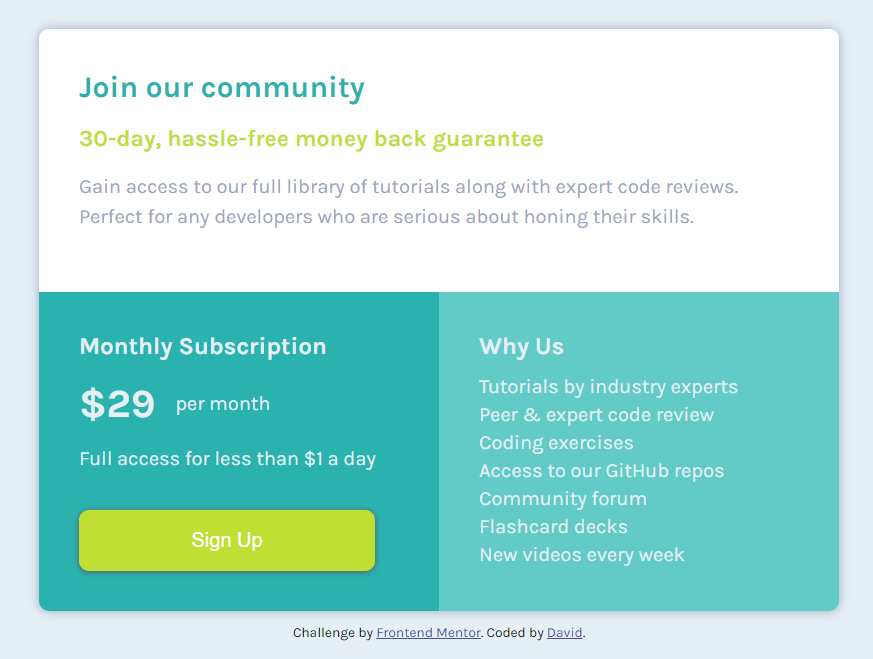 Join our community
30-day, hassle-free money back guarantee
Gain access to our full library of tutorials along with expert code reviews.
Perfect for any developers who are serious about honing their skills.
Monthly Subscription
$29 per month
Full access for less than $1 a day
Sign Up
Why Us
Tutorials by industry experts
Peer & expert code review
Coding exercises
Access to our GitHub repos
Community forum
Flashcard decks
New videos every week
Challenge by Frontend Mentor. Coded by David.